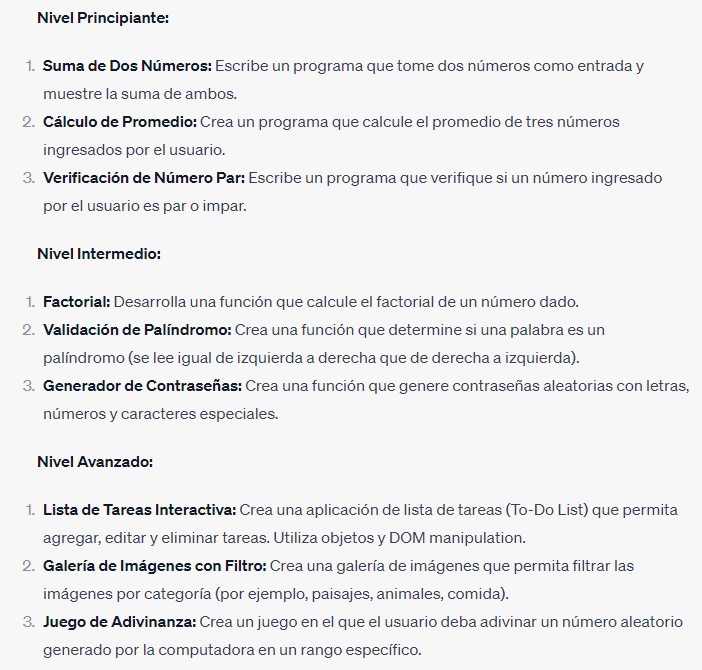 Nivel Principiante:
1. Suma de Dos Números: Escribe un programa que tome dos números como entrada y
muestre la suma de ambos.
2. Cálculo de Promedio: Crea un programa que calcule el promedio de tres números
ingresados por el usuario.
3. Verificación de Número Par: Escribe un programa que verifique si un número ingresado
por el usuario es par o impar.
Nivel Intermedio:
1. Factorial: Desarrolla una función que calcule el factorial de un número dado.
2. Validación de Palíndromo: Crea una función que determine si una palabra es un
palíndromo (se lee igual de izquierda a derecha que de derecha a izquierda).
3. Generador de Contraseñas: Crea una función que genere contraseñas aleatorias con letras,
números y caracteres especiales.
Nivel Avanzado:
1. Lista de Tareas Interactiva: Crea una aplicación de lista de tareas (To-Do List) que permita
agregar, editar y eliminar tareas. Utiliza objetos y DOM manipulation.
2. Galería de Imágenes con Filtro: Crea una galería de imágenes que permita filtrar las
imágenes por categoría (por ejemplo, paisajes, animales, comida).
3. Juego de Adivinanza: Crea un juego en el que el usuario deba adivinar un número aleatorio
generado por la computadora en un rango específico.